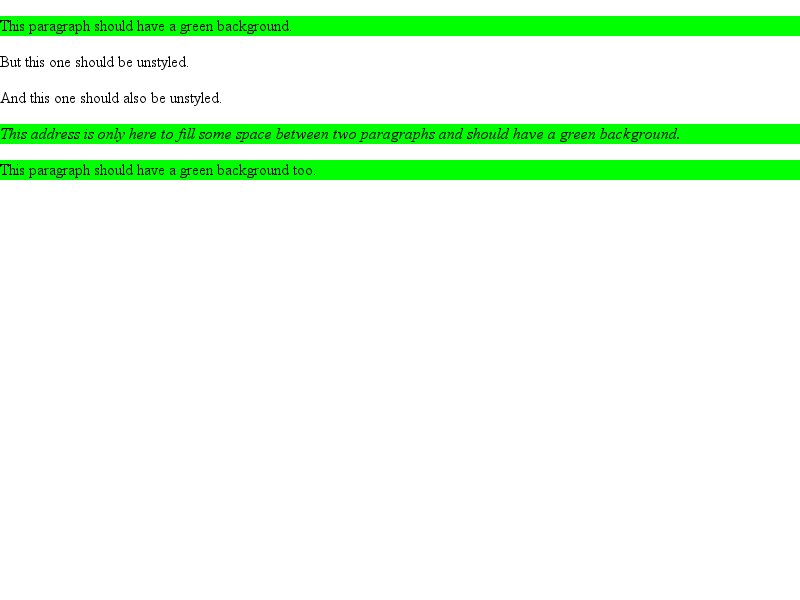 This paragraph should have a green background.
But this one should be unstyled.
And this one should also be unstyled.
This address is only here to fill some space between two paragraphs and should have a green background.
This paragraph should have a green background too.